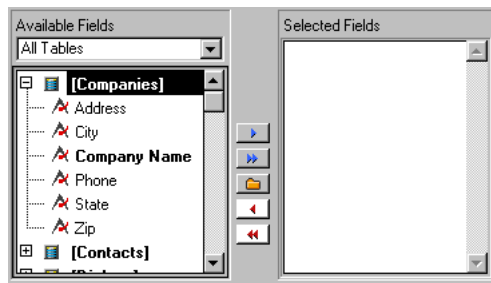 Available Fields
Selected Fields
All Tables
[Companies]
Address
City
Company Name
Phone
State
Zip
[Contacts]